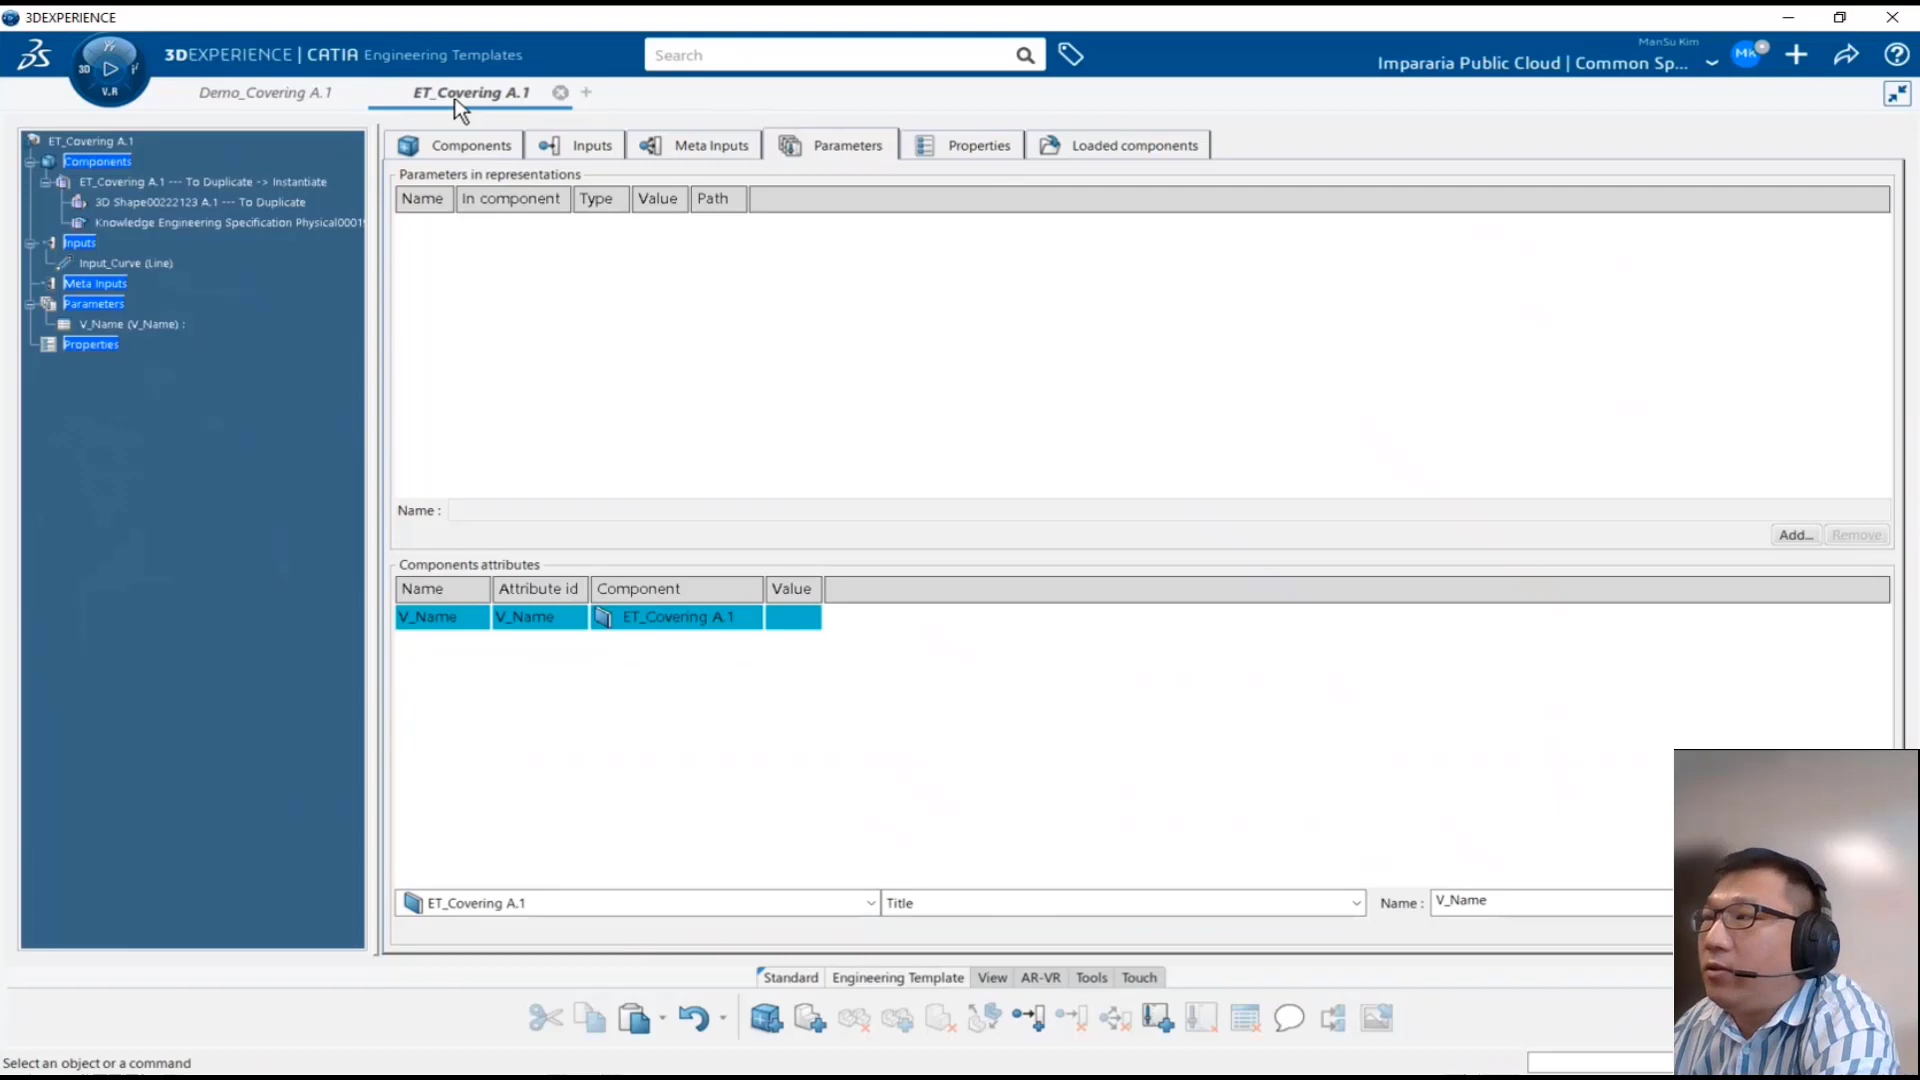 3DEXPERIENCE
3DEXPERIENCE | CATIA Engineering Templates
Search
ManSu Kim
Impararia Public Cloud | Common Sp...
MK
3D
V.R
Demo_Covering A.1
ET_Covering A.1
ET_Covering A.1
Components
ET_Covering A.1 --- To Duplicate -> Instantiate
3D Shape00222123 A.1 --- To Duplicate
Knowledge Engineering Specification Physical0001
Inputs
Input_Curve (Line)
Meta Inputs
Parameters
V_Name (V_Name) :
Properties
Components
Inputs
Meta Inputs
Parameters
Properties
Loaded components
Parameters in representations
Name In component Type Value Path
Name :
Add... Remove
Components attributes
Name Attribute id Component Value
V_Name V_Name ET_Covering A.1
ET_Covering A.1 Title Name : V_Name
Standard Engineering Template View AR-VR Tools Touch
Select an object or a command